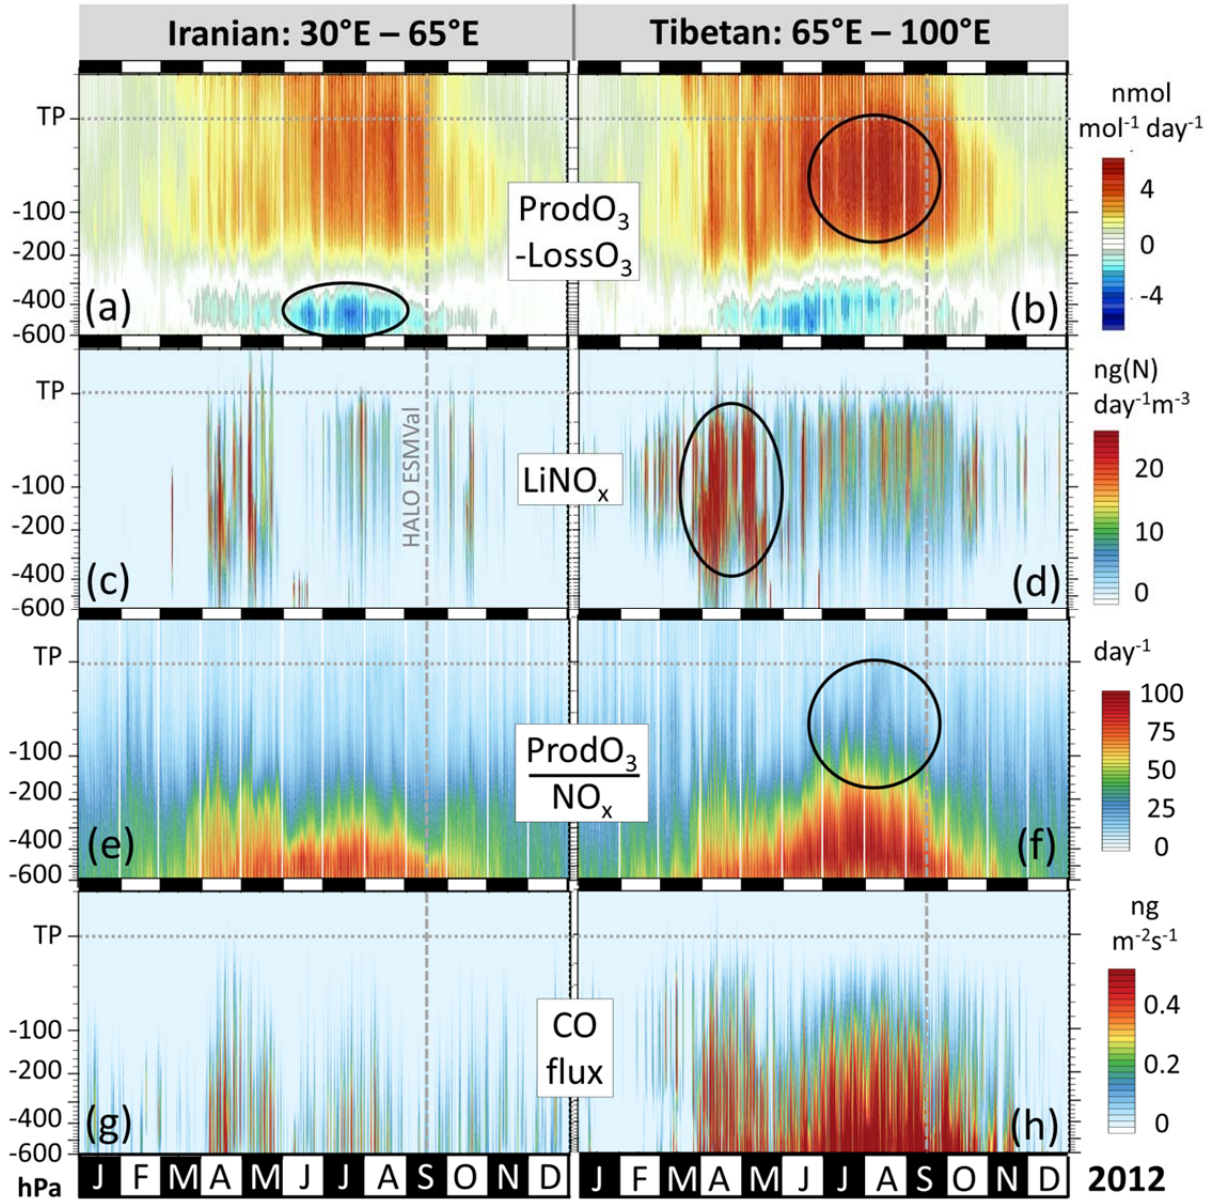 Iranian: 30°E – 65°E
Tibetan: 65°E – 100°E
TP
-100
-200
-400
-600
(a)
ProdO₃
-LossO₃
(b)
nmol
mol⁻¹ day⁻¹
4
0
-4
TP
-100
-200
-400
-600
(c)
HALO ESMVal
LiNOₓ
(d)
ng(N)
day⁻¹m⁻³
20
10
0
TP
-100
-200
-400
-600
(e)
ProdO₃
NOₓ
(f)
day⁻¹
100
75
50
25
0
TP
-100
-200
-400
-600
(g)
CO
flux
(h)
ng
m⁻²s⁻¹
0.4
0.2
0
hPa
J F M A M J J A S O N D
J F M A M J J A S O N D
2012